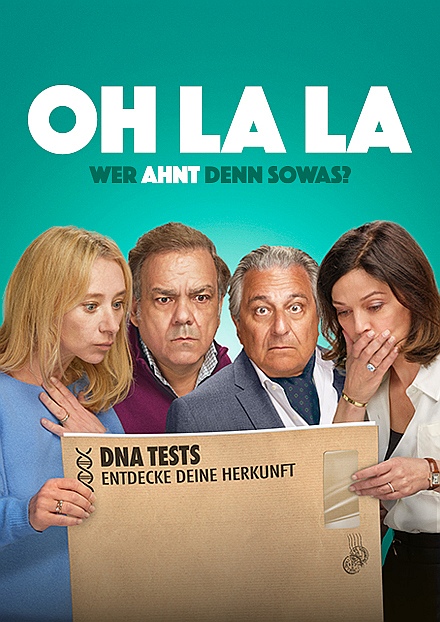 OH LA LA
WER AHNT DENN SOWAS?
DNA TESTS
ENTDECKE DEINE HERKUNFT